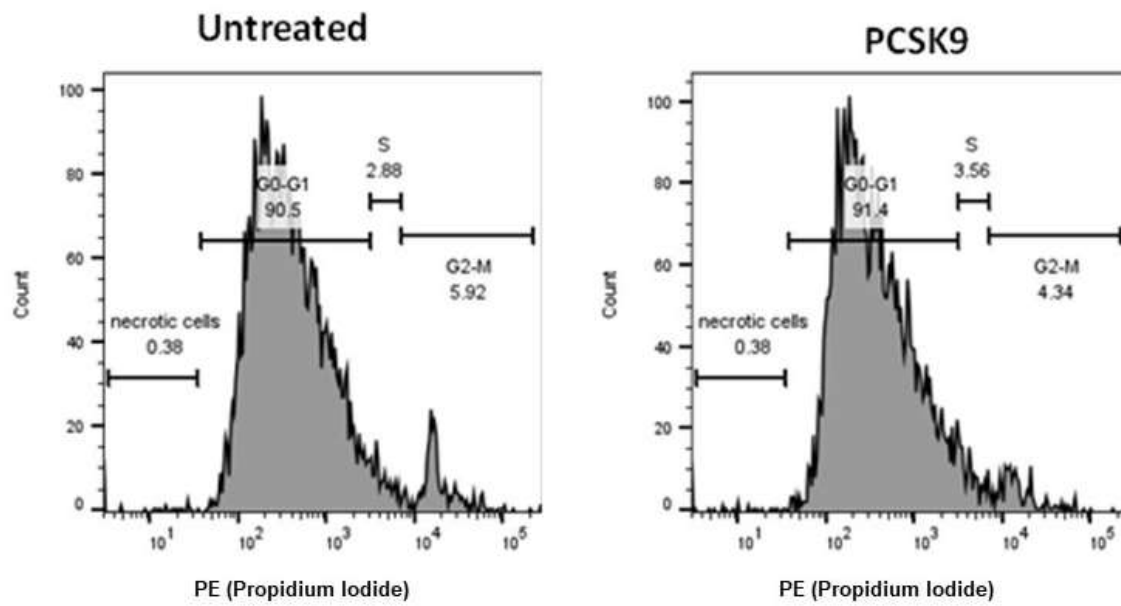 Untreated
100
80
60
40
20
0
Count
S
2.88
G0-G1
90.5
G2-M
5.92
necrotic cells
0.38
10¹
10²
10³
10⁴
10⁵
PE (Propidium Iodide)
PCSK9
100
80
60
40
20
0
Count
S
3.56
G0-G1
91.4
G2-M
4.34
necrotic cells
0.38
10¹
10²
10³
10⁴
10⁵
PE (Propidium Iodide)